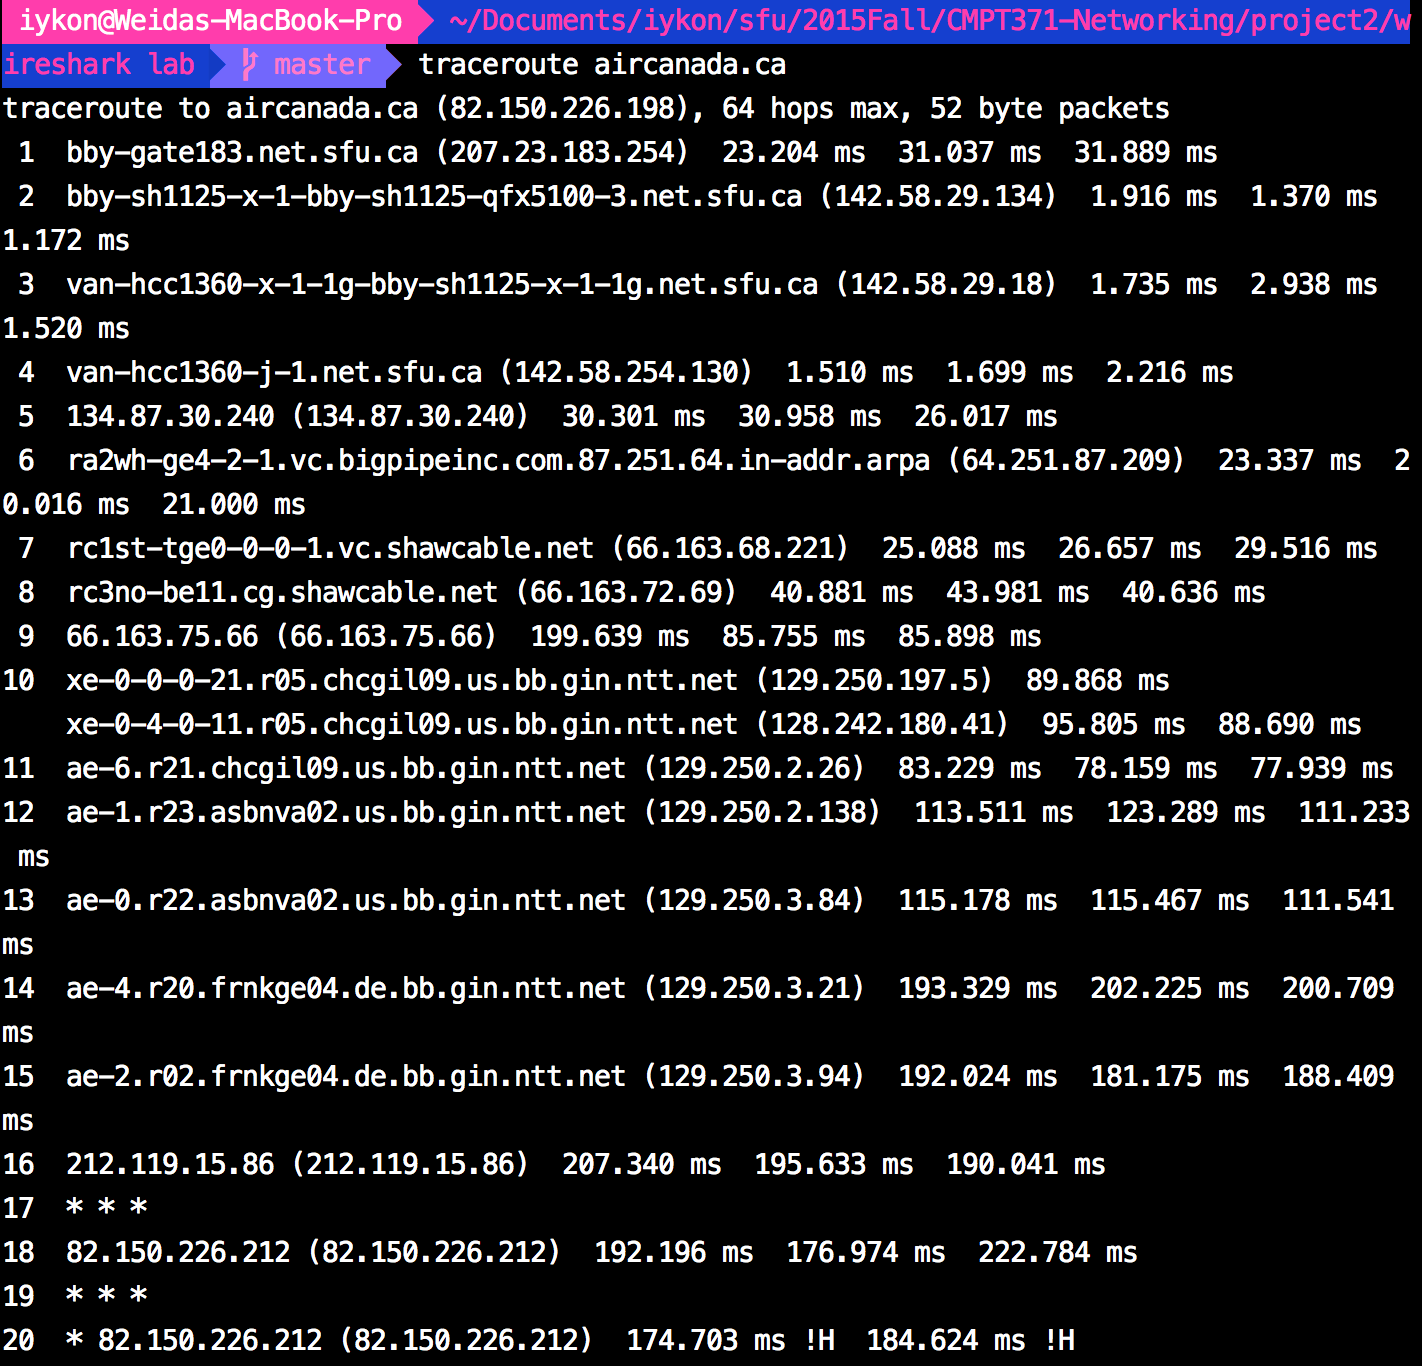 iykon@Weidas-MacBook-Pro ~/Documents/iykon/sfu/2015Fall/CMPT371-Networking/project2/w
ireshark lab master traceroute aircanada.ca
traceroute to aircanada.ca (82.150.226.198), 64 hops max, 52 byte packets
1 bby-gate183.net.sfu.ca (207.23.183.254) 23.204 ms 31.037 ms 31.889 ms
2 bby-sh1125-x-1-bby-sh1125-qfx5100-3.net.sfu.ca (142.58.29.134) 1.916 ms 1.370 ms
1.172 ms
3 van-hcc1360-x-1-1g-bby-sh1125-x-1-1g.net.sfu.ca (142.58.29.18) 1.735 ms 2.938 ms
1.520 ms
4 van-hcc1360-j-1.net.sfu.ca (142.58.254.130) 1.510 ms 1.699 ms 2.216 ms
5 134.87.30.240 (134.87.30.240) 30.301 ms 30.958 ms 26.017 ms
6 ra2wh-ge4-2-1.vc.bigpipeinc.com.87.251.64.in-addr.arpa (64.251.87.209) 23.337 ms 2
0.016 ms 21.000 ms
7 rc1st-tge0-0-0-1.vc.shawcable.net (66.163.68.221) 25.088 ms 26.657 ms 29.516 ms
8 rc3no-be11.cg.shawcable.net (66.163.72.69) 40.881 ms 43.981 ms 40.636 ms
9 66.163.75.66 (66.163.75.66) 199.639 ms 85.755 ms 85.898 ms
10 xe-0-0-0-21.r05.chcgil09.us.bb.gin.ntt.net (129.250.197.5) 89.868 ms
xe-0-4-0-11.r05.chcgil09.us.bb.gin.ntt.net (128.242.180.41) 95.805 ms 88.690 ms
11 ae-6.r21.chcgil09.us.bb.gin.ntt.net (129.250.2.26) 83.229 ms 78.159 ms 77.939 ms
12 ae-1.r23.asbnva02.us.bb.gin.ntt.net (129.250.2.138) 113.511 ms 123.289 ms 111.233
ms
13 ae-0.r22.asbnva02.us.bb.gin.ntt.net (129.250.3.84) 115.178 ms 115.467 ms 111.541
ms
14 ae-4.r20.frnkge04.de.bb.gin.ntt.net (129.250.3.21) 193.329 ms 202.225 ms 200.709
ms
15 ae-2.r02.frnkge04.de.bb.gin.ntt.net (129.250.3.94) 192.024 ms 181.175 ms 188.409
ms
16 212.119.15.86 (212.119.15.86) 207.340 ms 195.633 ms 190.041 ms
17 * * *
18 82.150.226.212 (82.150.226.212) 192.196 ms 176.974 ms 222.784 ms
19 * * *
20 * 82.150.226.212 (82.150.226.212) 174.703 ms !H 184.624 ms !H